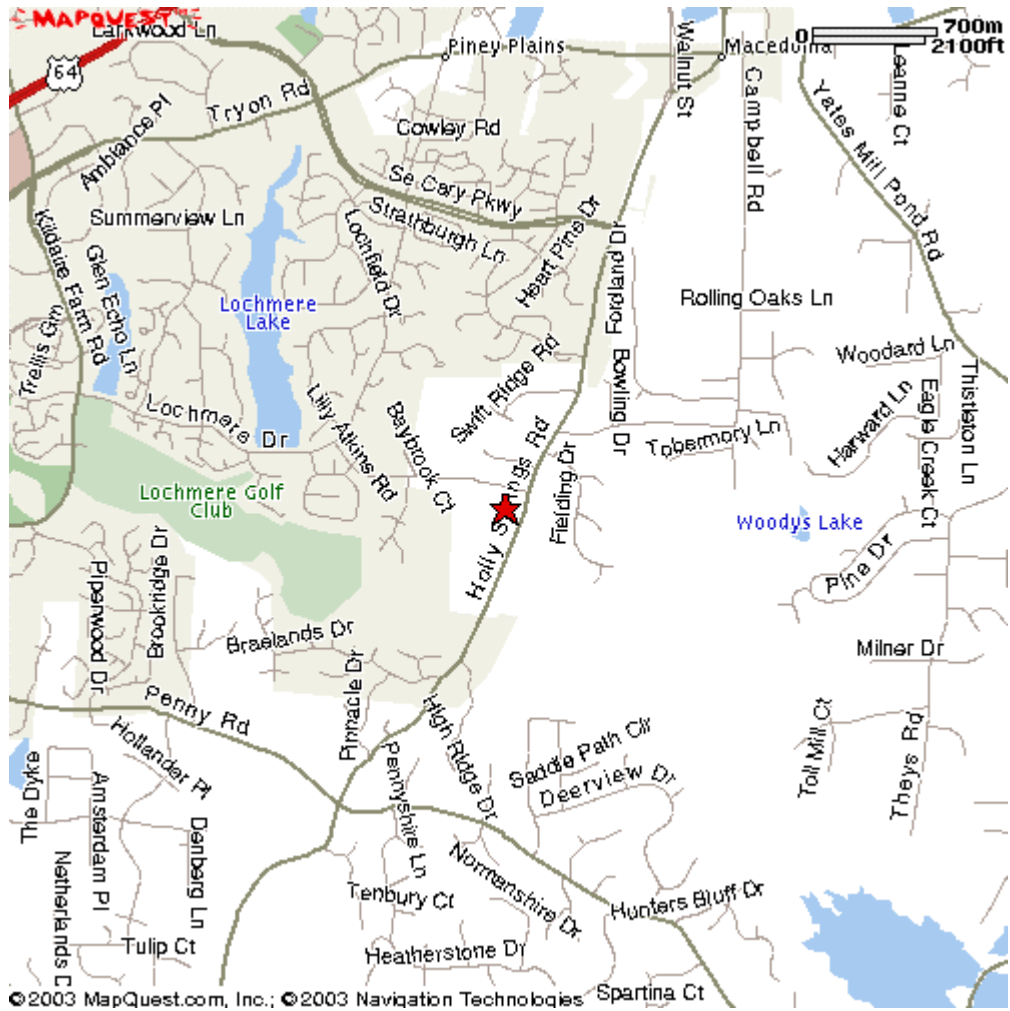 MAPQUEST
Larkwood Ln
0 700m
2100ft
64
Piney Plains
Walnut St
Macedonia
Leanne Ct
Tryon Rd
Ambiance Pl
Cowley Rd
Campbell Rd
Yates Mill Pond Rd
Se Cary Pkwy
Strathburgh Ln
Summerview Ln
Lochfield Dr
Heart Pine Dr
Kildaire Farm Rd
Glen Echo Ln
Trellis Grn
Lochmere
Lake
Fordland Dr
Rolling Oaks Ln
Woodard Ln
Swift Ridge Rd
Bowling Dr
Thistleton Ln
Eagle Creek Ct
Harward Ln
Lochmere Dr
Lilly Atkins Rd
Baybrook Ct
Tobermory Ln
Fielding Dr
Lochmere Golf
Club
Holly S ings Rd
Woodys Lake
Pine Dr
Piperwood Dr
Brookridge Dr
Braelands Dr
Pinnacle Dr
Milner Dr
Penny Rd
Hollander Pl
High Ridge Dr
Saddle Path Cir
Deerview Dr
Toll Mill Ct
Theys Rd
The Dyke
Amsterdam Pl
Denberg Ln
Pennyshire Ln
Normanshire Dr
Netherlands D
Tenbury Ct
Hunters Bluff Dr
Tulip Ct
Featherstone Dr
Spartina Ct
©2003 MapQuest.com, Inc.; ©2003 Navigation Technologies